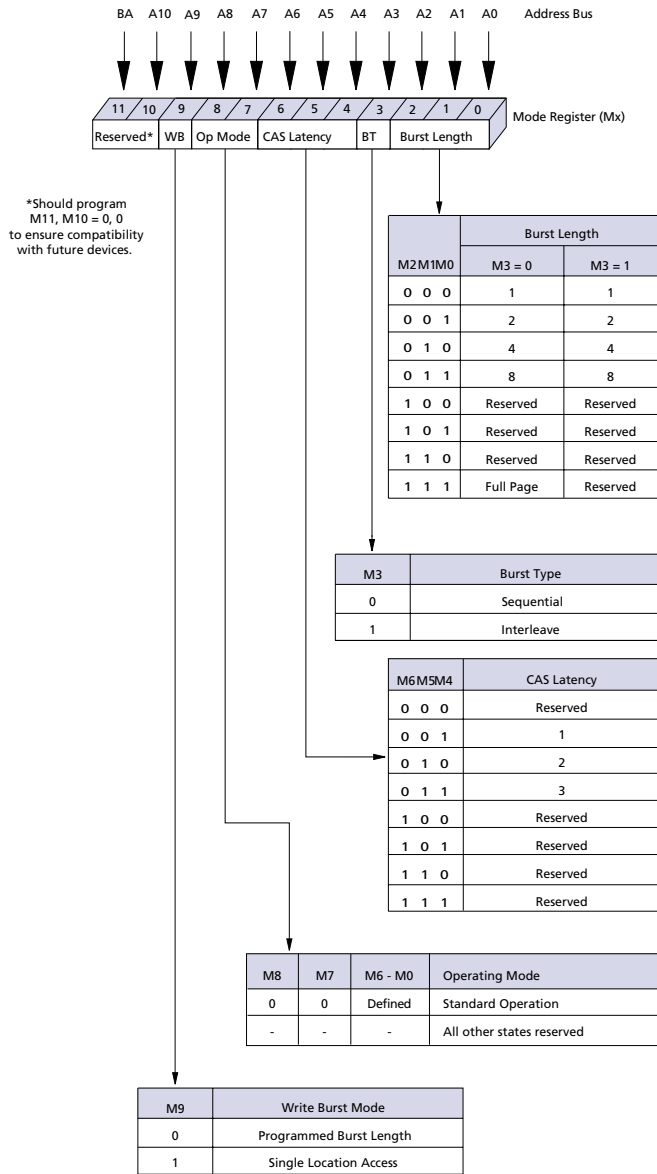 BA A10 A9 A8 A7 A6 A5 A4 A3 A2 A1 A0 Address Bus
11 10 9 8 7 6 5 4 3 2 1 0
Mode Register (Mx)
Reserved* WB Op Mode CAS Latency BT Burst Length
*Should program
M11, M10 = 0, 0
to ensure compatibility
with future devices.
Burst Length
M2M1M0 M3 = 0 M3 = 1
0 0 0 1 1
0 0 1 2 2
0 1 0 4 4
0 1 1 8 8
1 0 0 Reserved Reserved
1 0 1 Reserved Reserved
1 1 0 Reserved Reserved
1 1 1 Full Page Reserved
M3 Burst Type
0 Sequential
1 Interleave
M6M5M4 CAS Latency
0 0 0 Reserved
0 0 1 1
0 1 0 2
0 1 1 3
1 0 0 Reserved
1 0 1 Reserved
1 1 0 Reserved
1 1 1 Reserved
M8 M7 M6 - M0 Operating Mode
0 0 Defined Standard Operation
- - - All other states reserved
M9 Write Burst Mode
0 Programmed Burst Length
1 Single Location Access